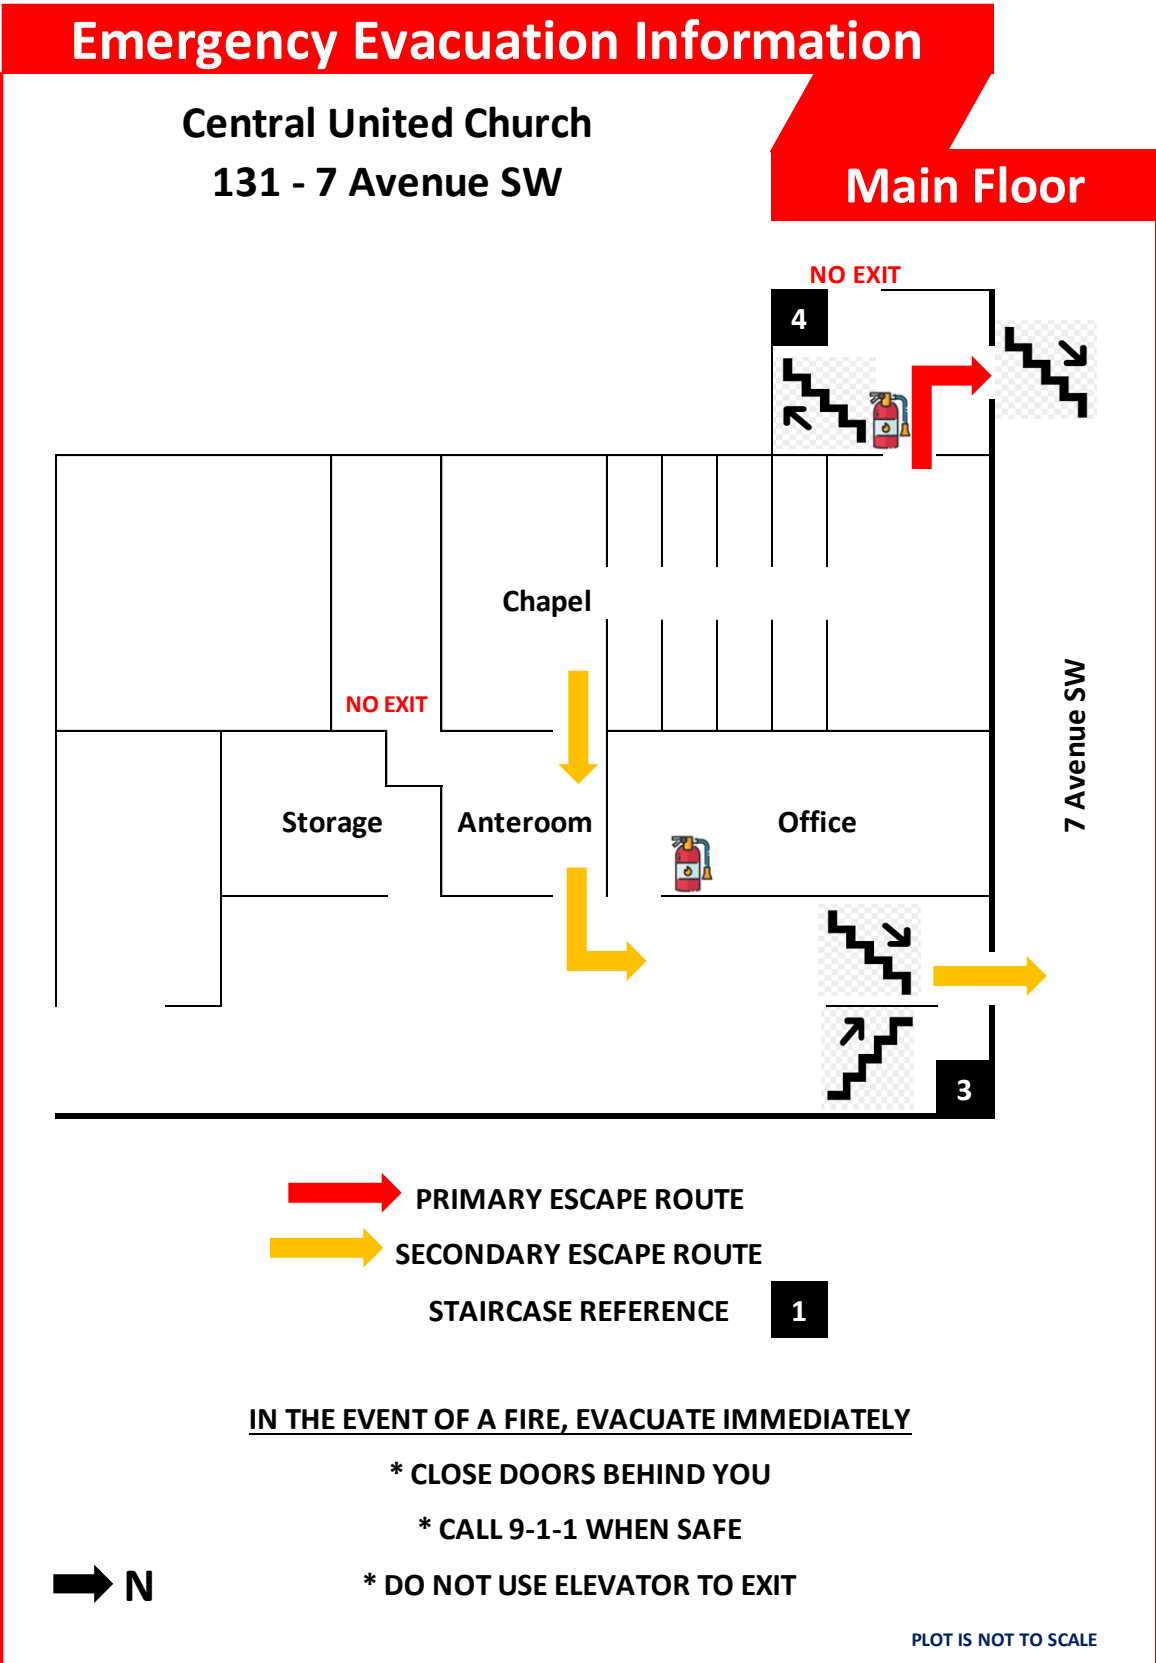 Emergency Evacuation Information
Central United Church
131 - 7 Avenue SW
Main Floor
NO EXIT
4
Chapel
NO EXIT
7 Avenue SW
Storage
Anteroom
Office
3
PRIMARY ESCAPE ROUTE
SECONDARY ESCAPE ROUTE
STAIRCASE REFERENCE 1
IN THE EVENT OF A FIRE, EVACUATE IMMEDIATELY
* CLOSE DOORS BEHIND YOU
* CALL 9-1-1 WHEN SAFE
N
* DO NOT USE ELEVATOR TO EXIT
PLOT IS NOT TO SCALE